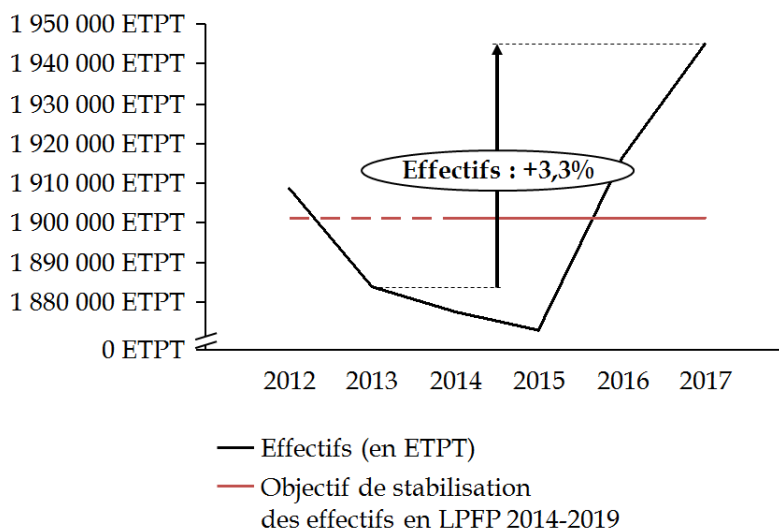 1 950 000 ETPT
1 940 000 ETPT
1 930 000 ETPT
1 920 000 ETPT
1 910 000 ETPT
1 900 000 ETPT
1 890 000 ETPT
1 880 000 ETPT
0 ETPT
Effectifs : +3,3%
2012 2013 2014 2015 2016 2017
Effectifs (en ETPT)
Objectif de stabilisation
des effectifs en LPFP 2014-2019